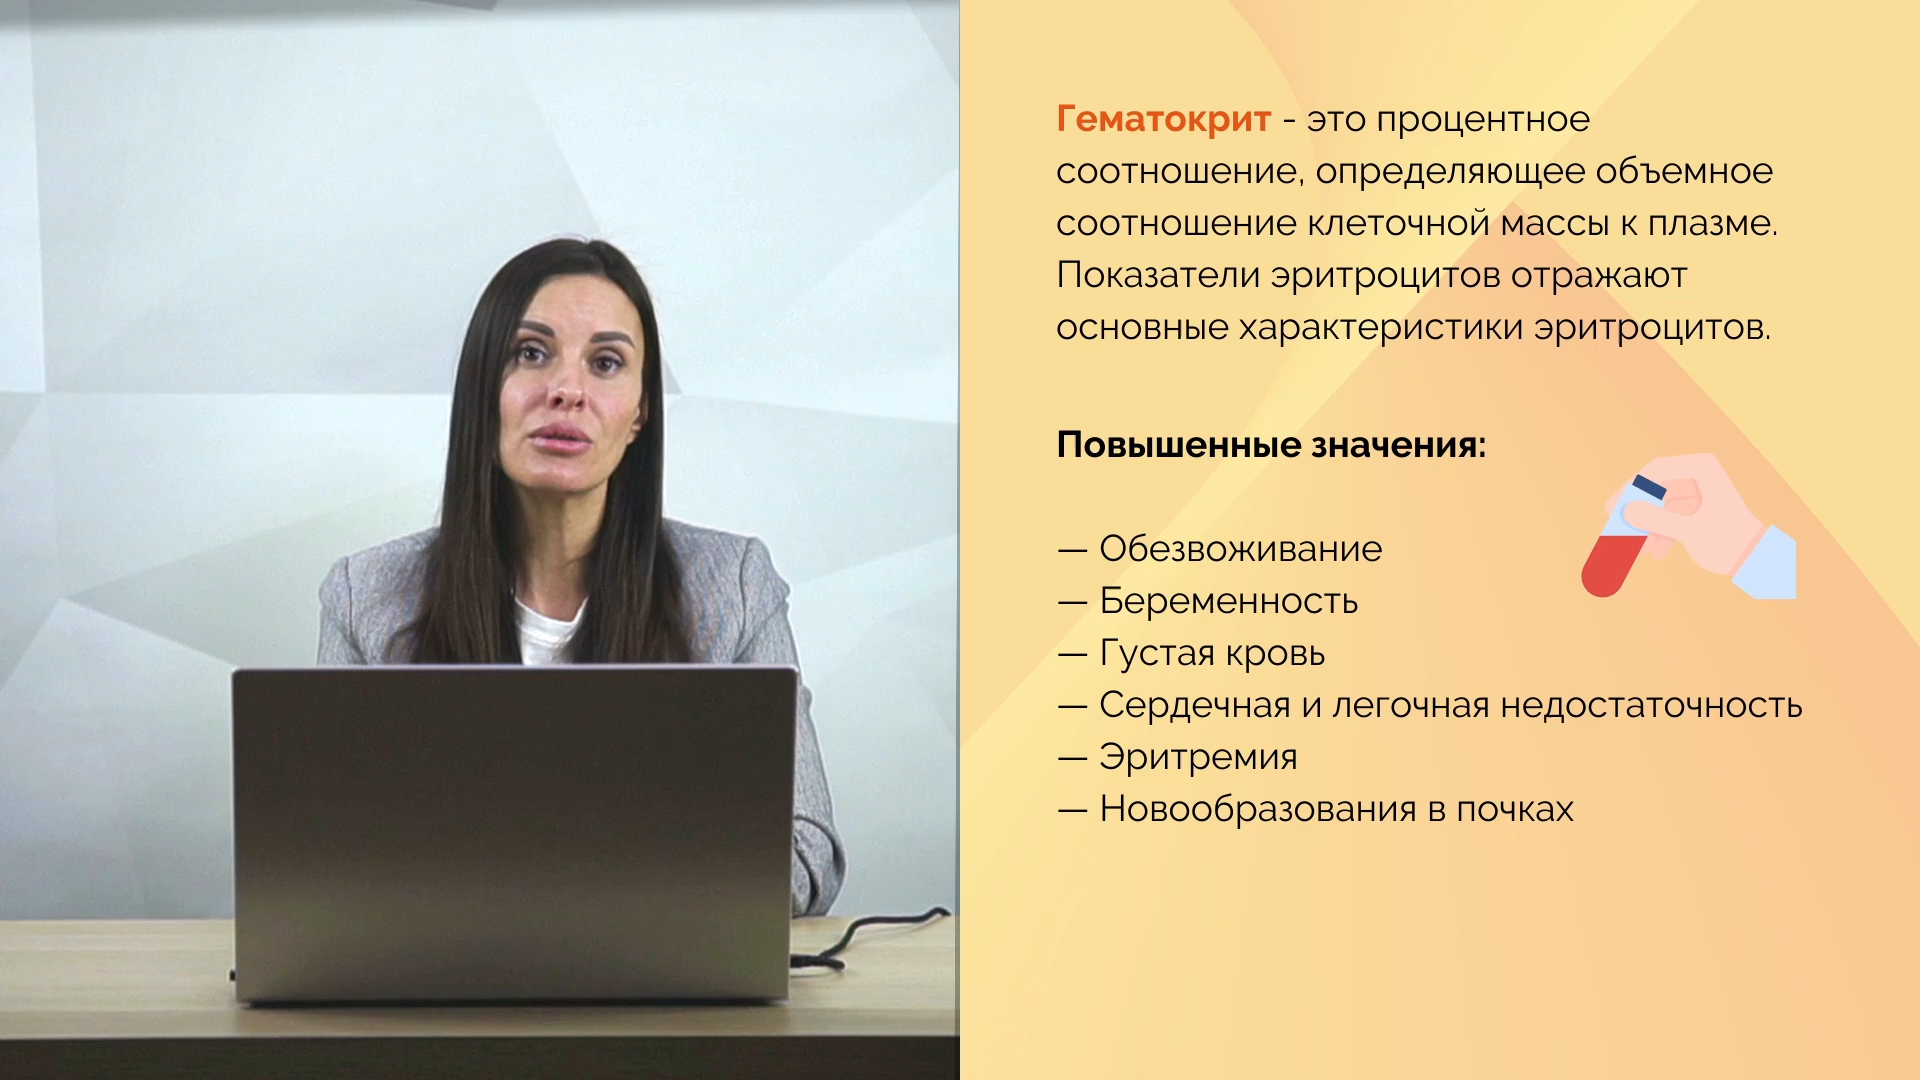 Гематокрит - это процентное
соотношение, определяющее объемное
соотношение клеточной массы к плазме.
Показатели эритроцитов отражают
основные характеристики эритроцитов.
Повышенные значения:
— Обезвоживание
— Беременность
— Густая кровь
— Сердечная и легочная недостаточность
— Эритремия
— Новообразования в почках